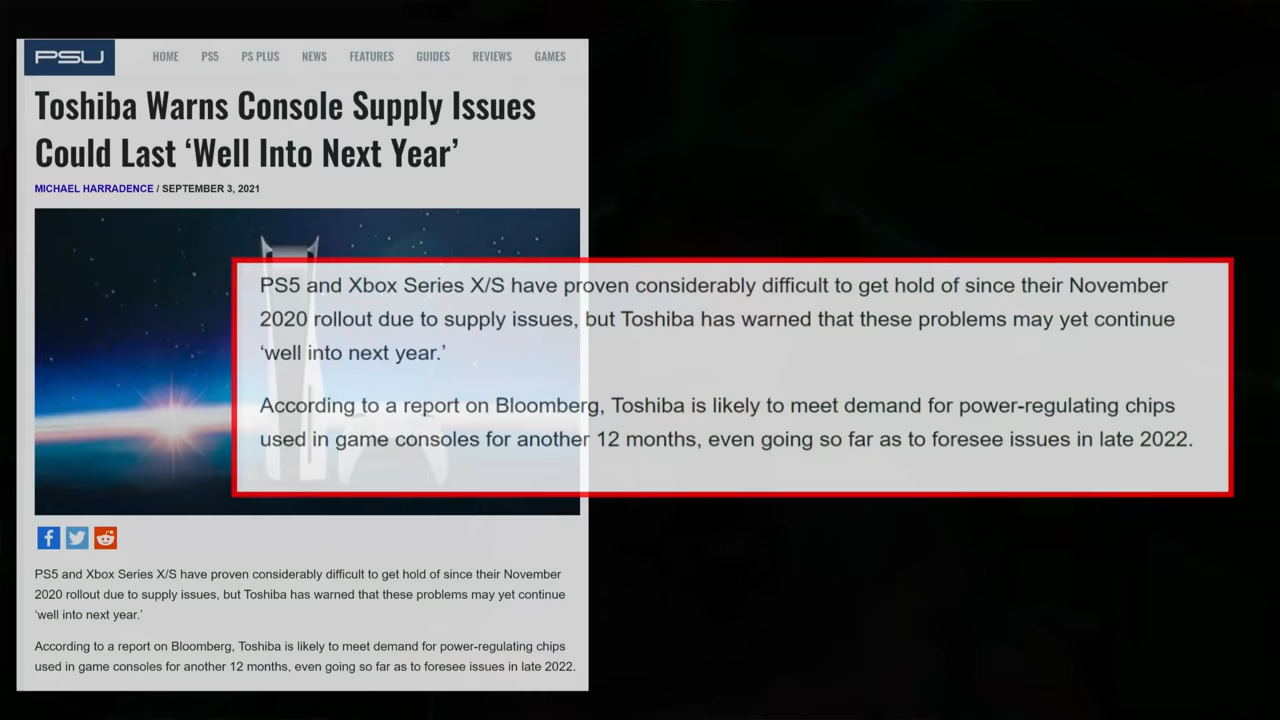 PSU
HOME PS5 PS PLUS NEWS FEATURES GUIDES REVIEWS GAMES
Toshiba Warns Console Supply Issues
Could Last ‘Well Into Next Year’
MICHAEL HARRADENCE / SEPTEMBER 3, 2021
PS5 and Xbox Series X/S have proven considerably difficult to get hold of since their November
2020 rollout due to supply issues, but Toshiba has warned that these problems may yet continue
‘well into next year.’
According to a report on Bloomberg, Toshiba is likely to meet demand for power-regulating chips
used in game consoles for another 12 months, even going so far as to foresee issues in late 2022.
PS5 and Xbox Series X/S have proven considerably difficult to get hold of since their November
2020 rollout due to supply issues, but Toshiba has warned that these problems may yet continue
‘well into next year.’
According to a report on Bloomberg, Toshiba is likely to meet demand for power-regulating chips
used in game consoles for another 12 months, even going so far as to foresee issues in late 2022.